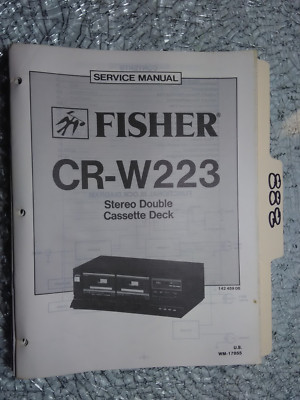 SERVICE MANUAL
FISHER®
CR-W223
Stereo Double
Cassette Deck
888
U.S.